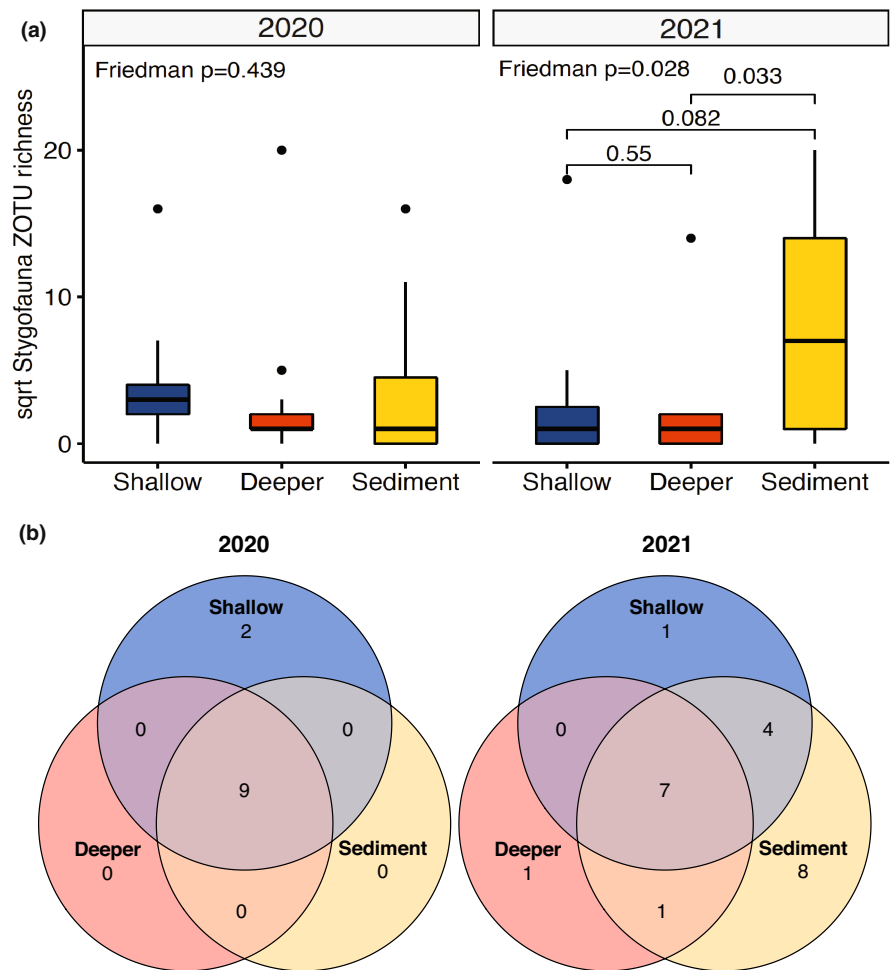 (a)
2020
2021
Friedman p=0.439
Friedman p=0.028
0.033
0.082
0.55
sqrt Stygofauna ZOTU richness
20
10
0
Shallow
Deeper
Sediment
Shallow
Deeper
Sediment
(b)
2020
2021
Shallow
2
0
0
9
Deeper
0
Sediment
0
0
Shallow
1
0
4
7
Deeper
1
Sediment
8
1